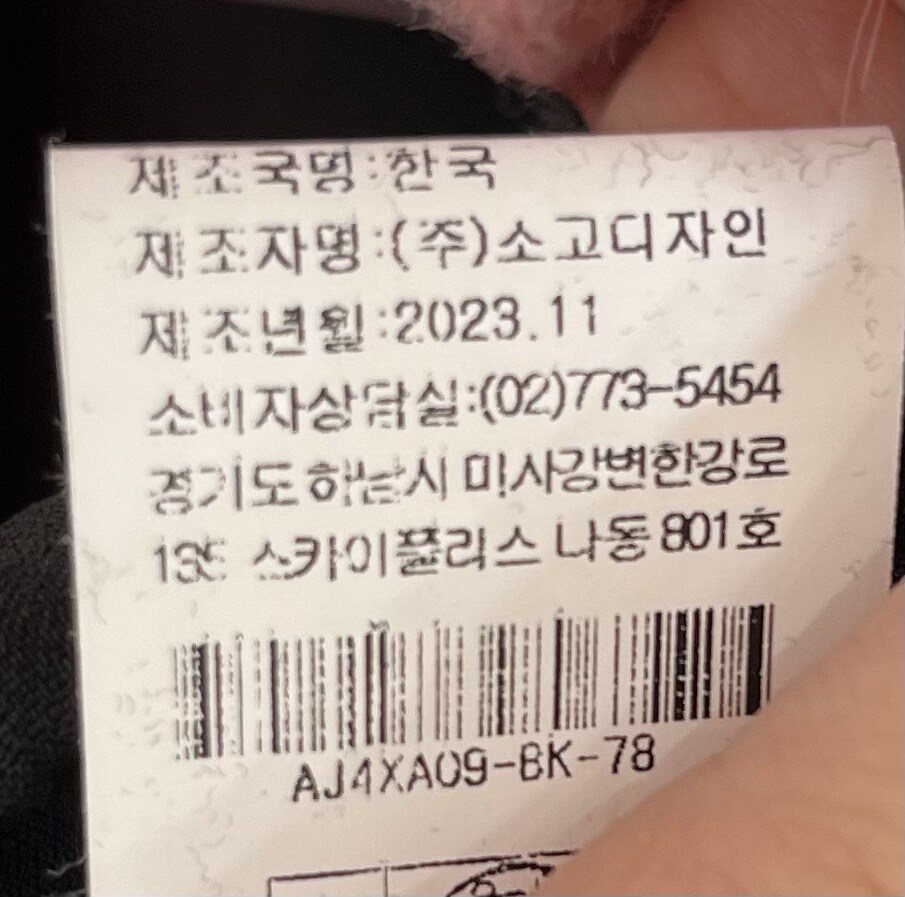 제조국명:한국
제조자명:(주)소고디자인
제조년월:2023.11
소비자상담실:(02)773-5454
경기도 하남시 미사강변한강로
스카이폴리스 나동 801호
AJ4XA09-BK-78